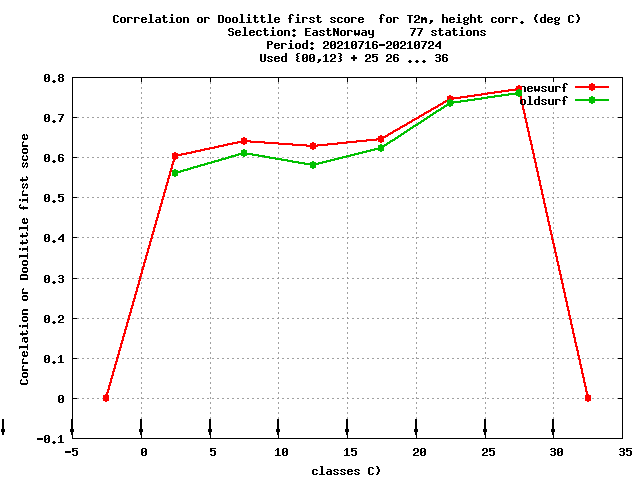 Correlation or Doolittle first score  for T2m, height corr. (deg C)
Selection: EastNorway     77 stations
Period: 20210716-20210724
Used {00,12} + 25 26 ... 36
newsurf
oldsurf
Correlation or Doolittle first score
0.8
0.7
0.6
0.5
0.4
0.3
0.2
0.1
0
-0.1
-5 0 5 10 15 20 25 30 35
classes C)